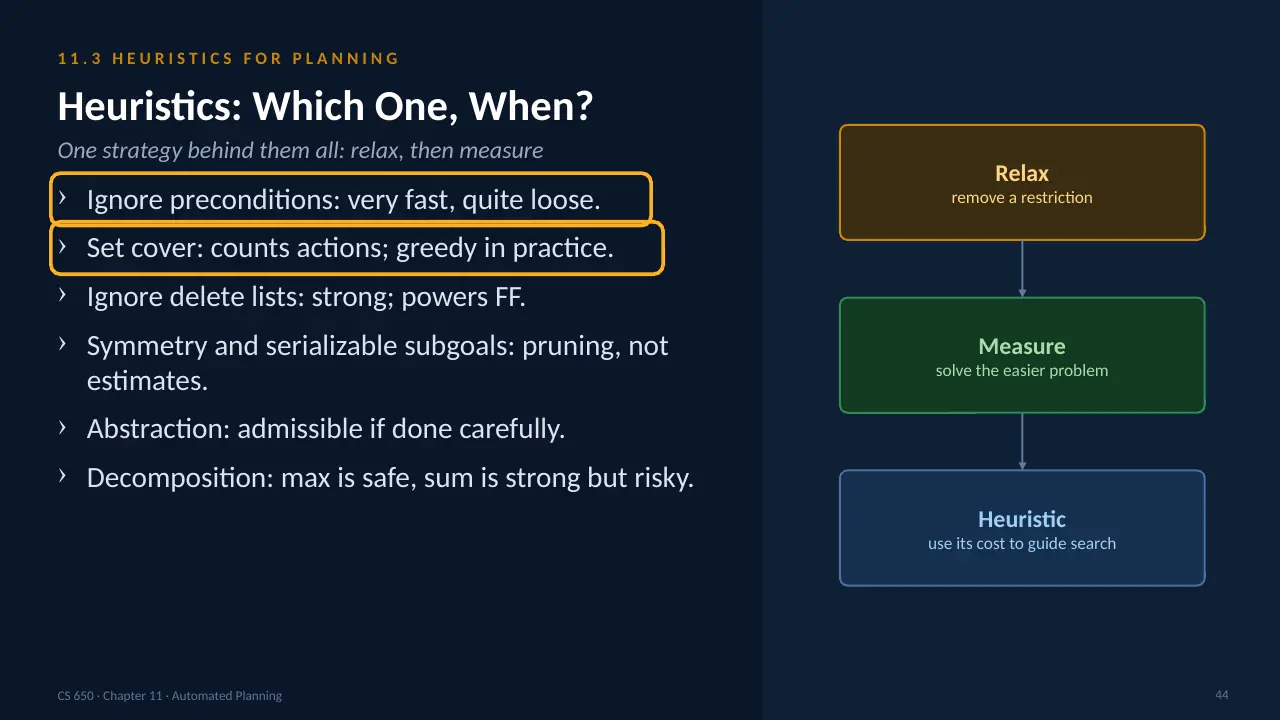 11.3 HEURISTICS FOR PLANNING
Heuristics: Which One, When?
One strategy behind them all: relax, then measure
› Ignore preconditions: very fast, quite loose.
› Set cover: counts actions; greedy in practice.
› Ignore delete lists: strong; powers FF.
› Symmetry and serializable subgoals: pruning, not
estimates.
› Abstraction: admissible if done carefully.
› Decomposition: max is safe, sum is strong but risky.
Relax
remove a restriction
Measure
solve the easier problem
Heuristic
use its cost to guide search
CS 650 · Chapter 11 · Automated Planning
44